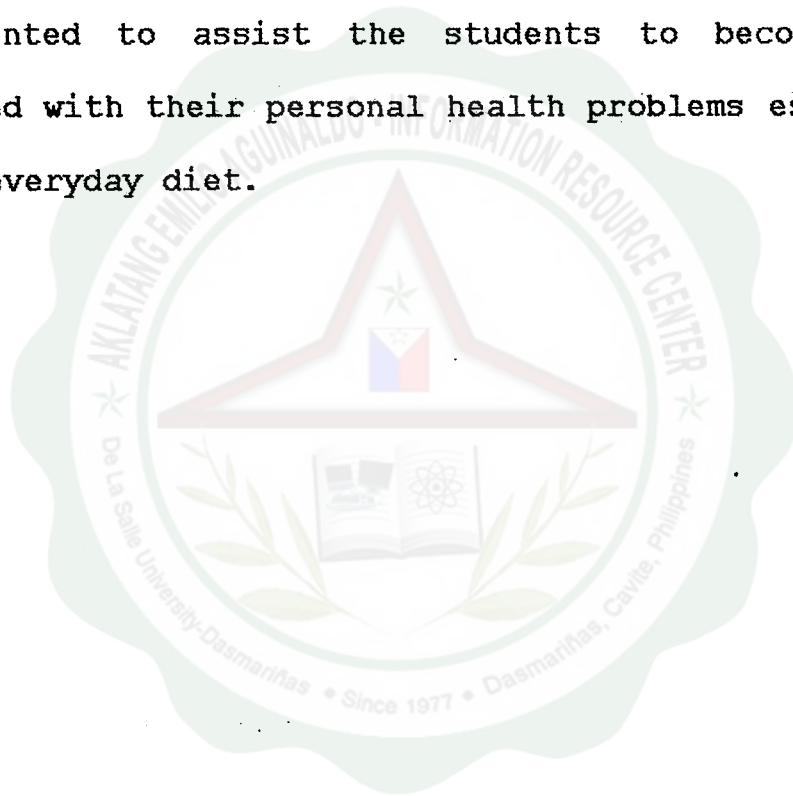 nted to assist the students to beco
d with their personal health problems es
everyday diet.
AKLATANG EMILIO AGUINALDO - INFORMATION RESOURCE CENTER
De La Salle University-Dasmariñas • Since 1977 • Dasmariñas, Cavite, Philippines